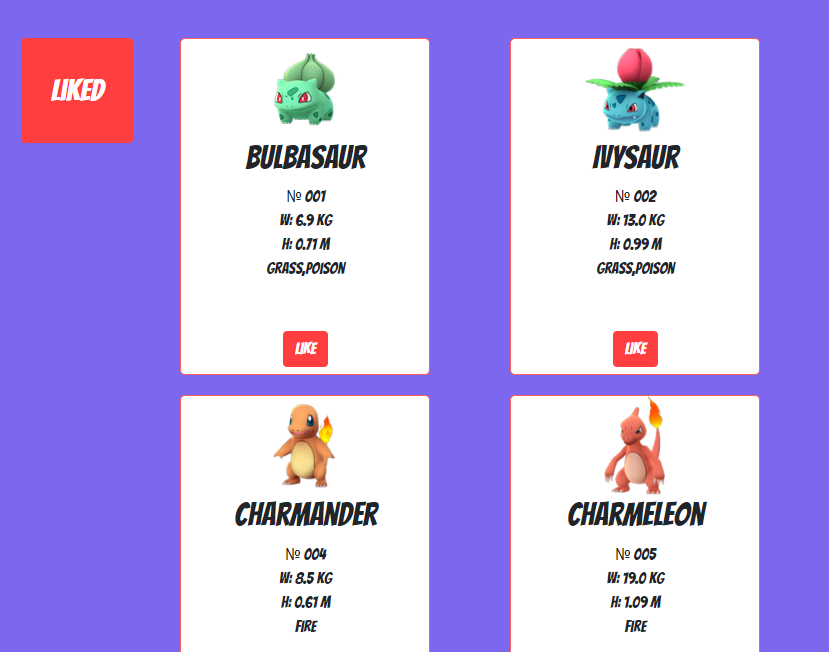 LIKED
BULBASAUR
№ 001
W: 6.9 KG
H: 0.71 M
GRASS,POISON
LIKE
IVYSAUR
№ 002
W: 13.0 KG
H: 0.99 M
GRASS,POISON
LIKE
CHARMANDER
№ 004
W: 8.5 KG
H: 0.61 M
FIRE
CHARMELEON
№ 005
W: 19.0 KG
H: 1.09 M
FIRE